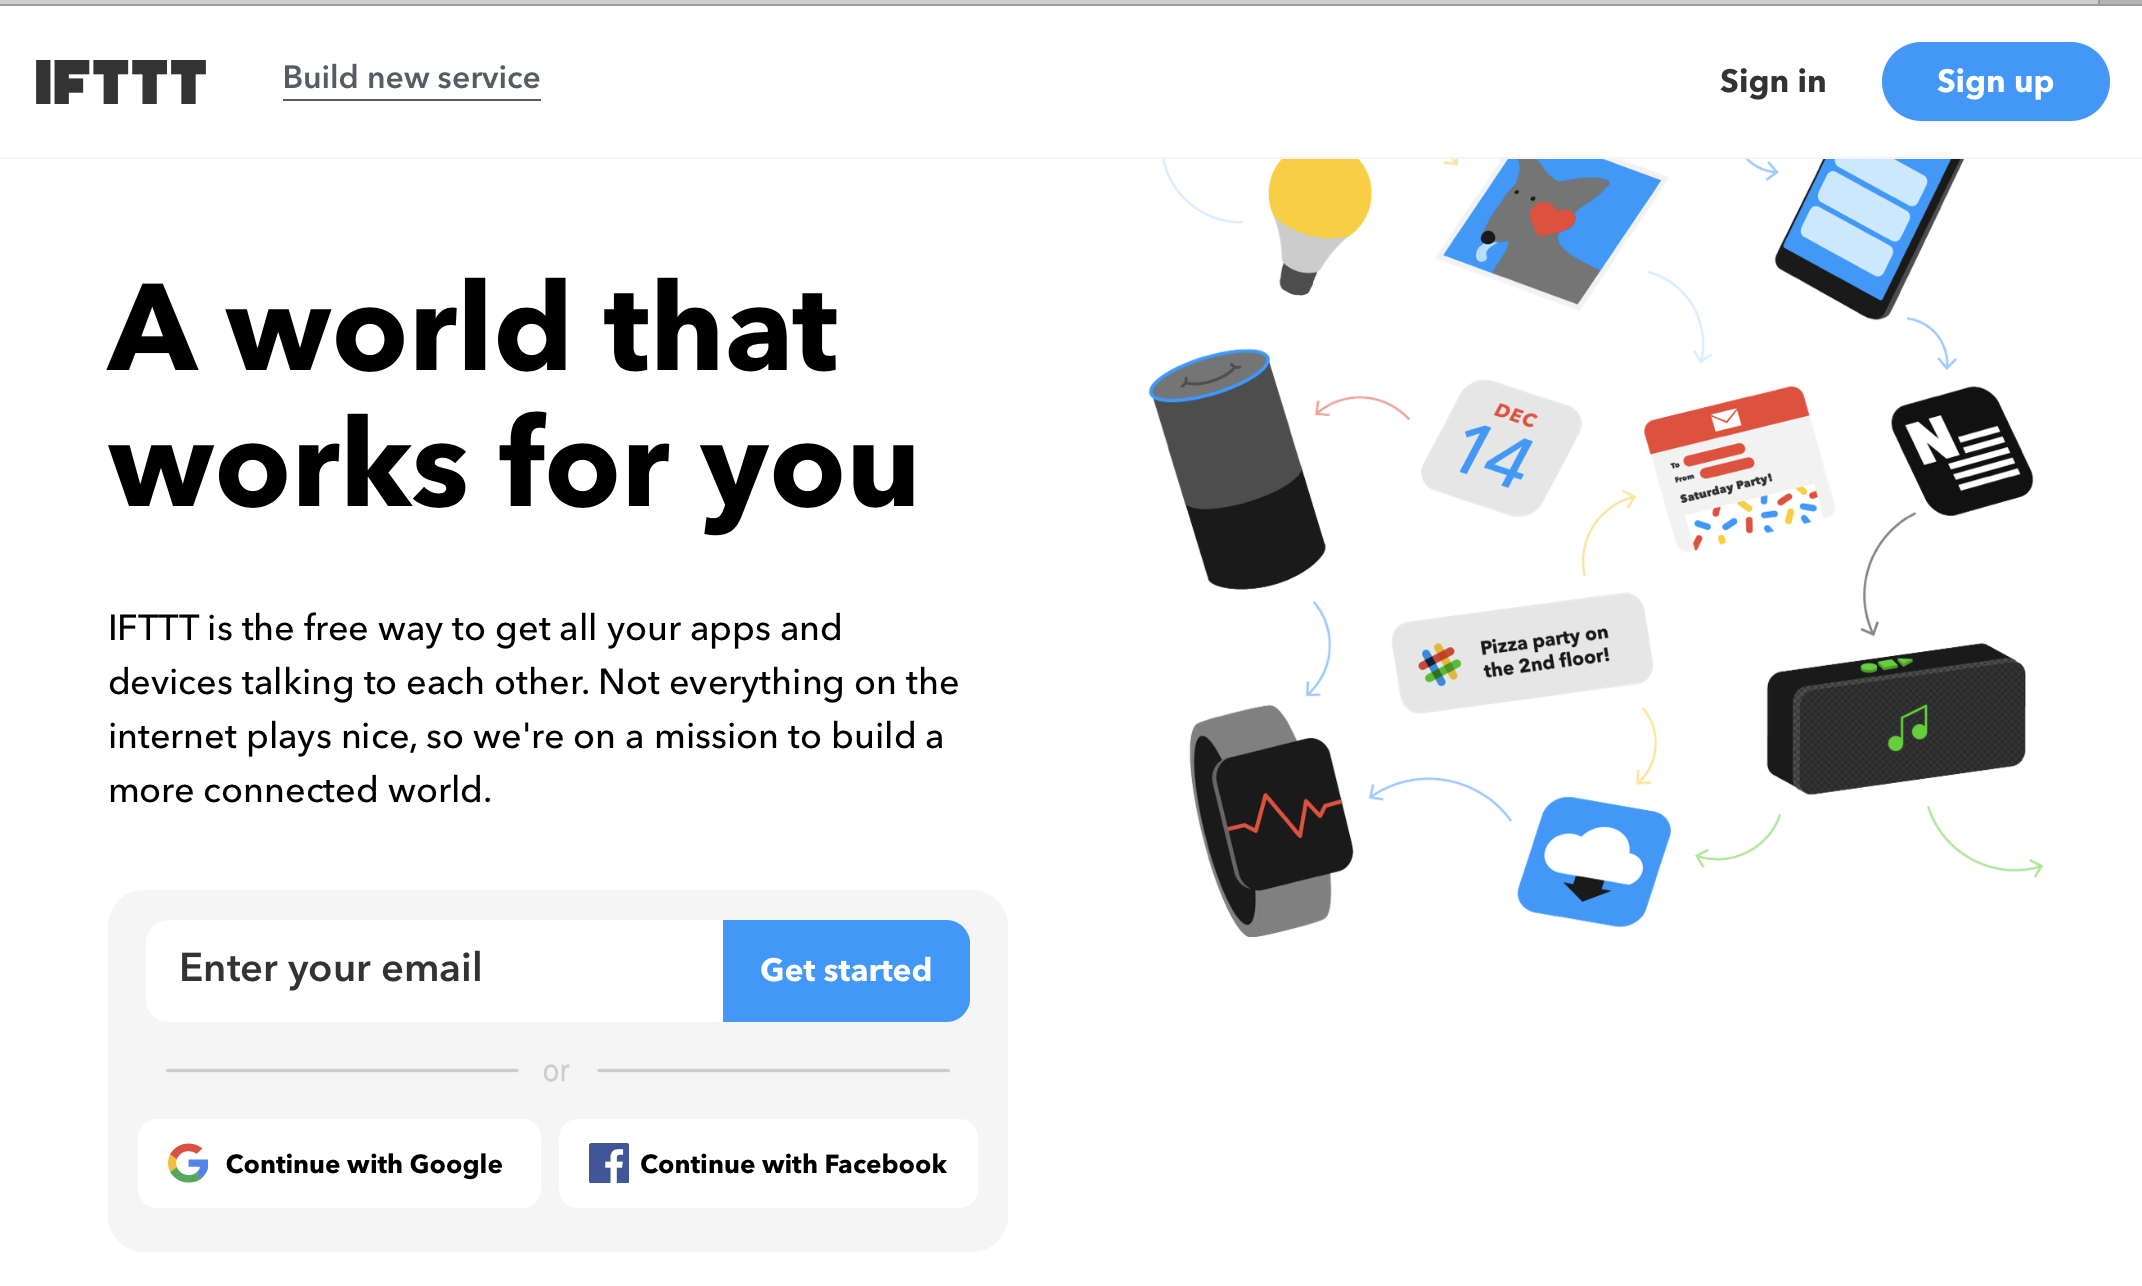 IFTTT
Build new service
Sign in
Sign up
A world that
works for you
IFTTT is the free way to get all your apps and
devices talking to each other. Not everything on the
internet plays nice, so we're on a mission to build a
more connected world.
Enter your email
Get started
or
Continue with Google
Continue with Facebook
DEC
14
To
From
Saturday Party!
N
Pizza party on
the 2nd floor!